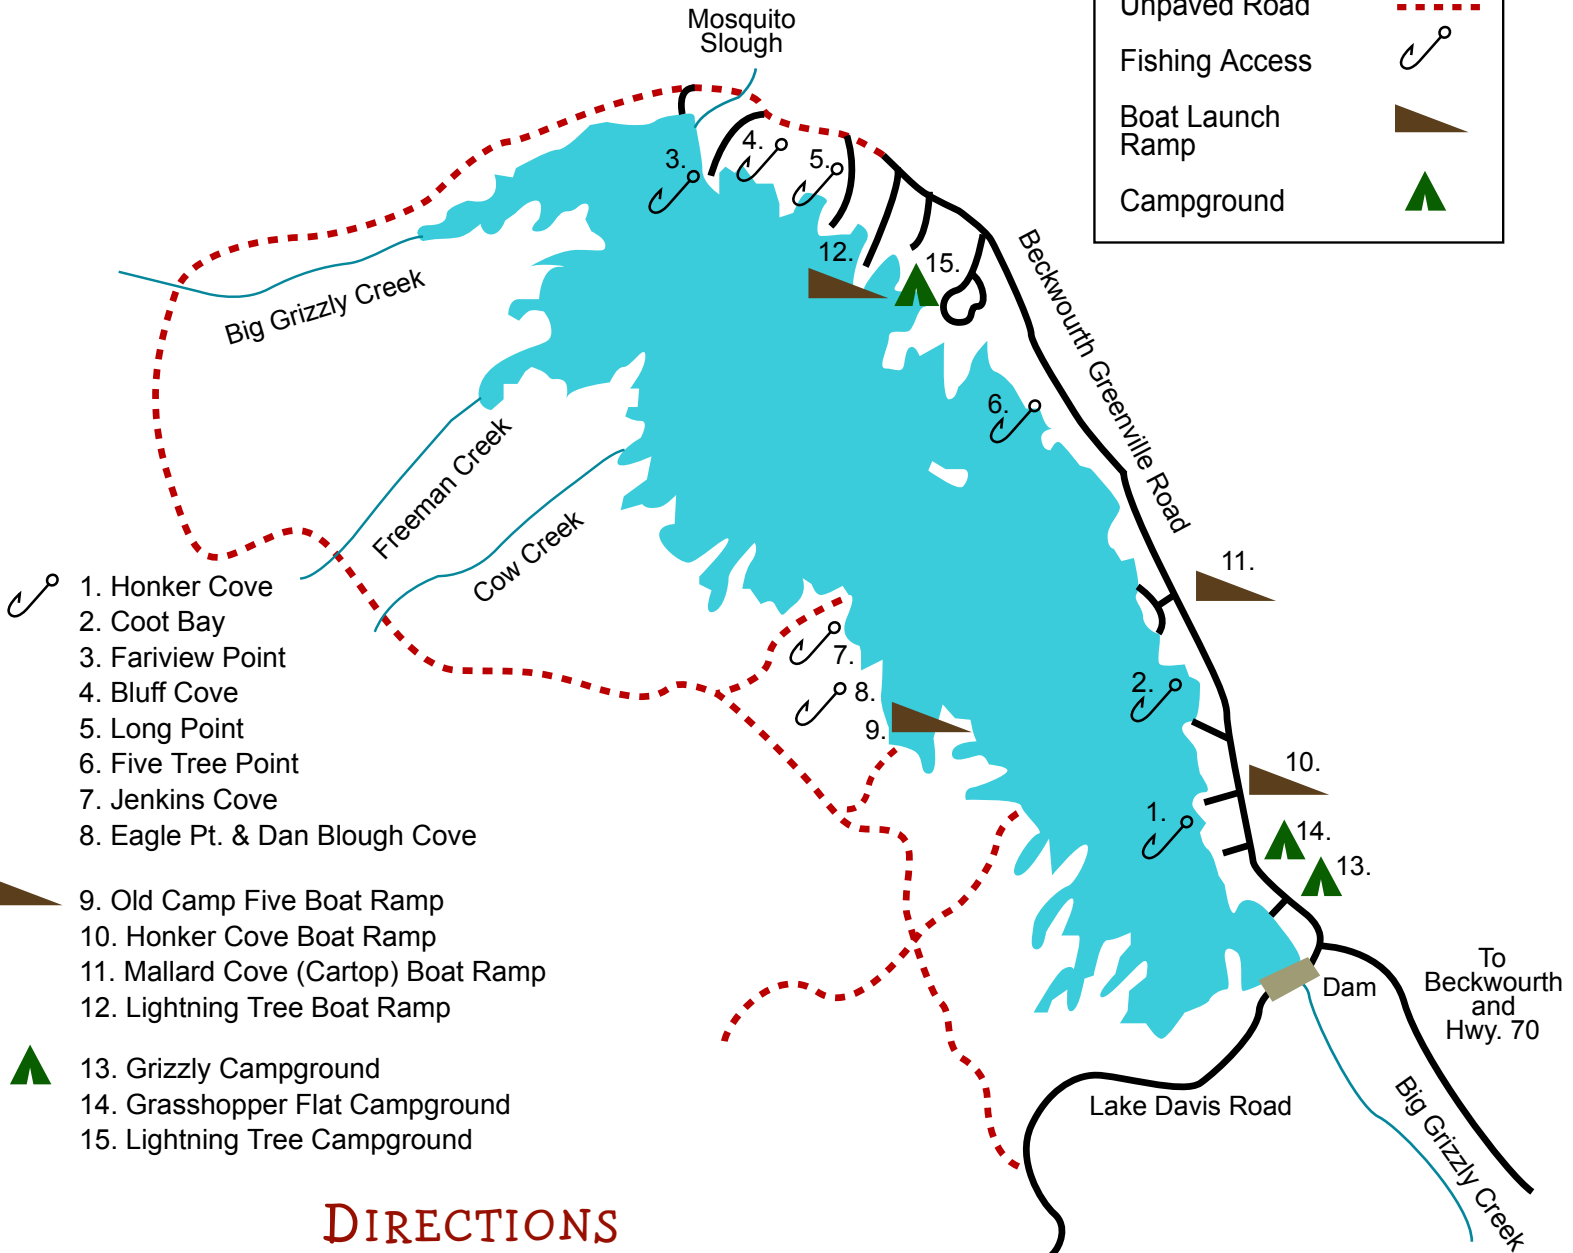 Mosquito
Slough
Unpaved Road
Fishing Access
Boat Launch
Ramp
Campground
3.
4.
5.
12.
15.
Big Grizzly Creek
Beckwourth Greenville Road
6.
Freeman Creek
Cow Creek
11.
7.
8.
9.
2.
10.
1.
14.
13.
1. Honker Cove
2. Coot Bay
3. Fariview Point
4. Bluff Cove
5. Long Point
6. Five Tree Point
7. Jenkins Cove
8. Eagle Pt. & Dan Blough Cove
9. Old Camp Five Boat Ramp
10. Honker Cove Boat Ramp
11. Mallard Cove (Cartop) Boat Ramp
12. Lightning Tree Boat Ramp
13. Grizzly Campground
14. Grasshopper Flat Campground
15. Lightning Tree Campground
Dam
To
Beckwourth
and
Hwy. 70
Lake Davis Road
Big Grizzly Creek
DIRECTIONS